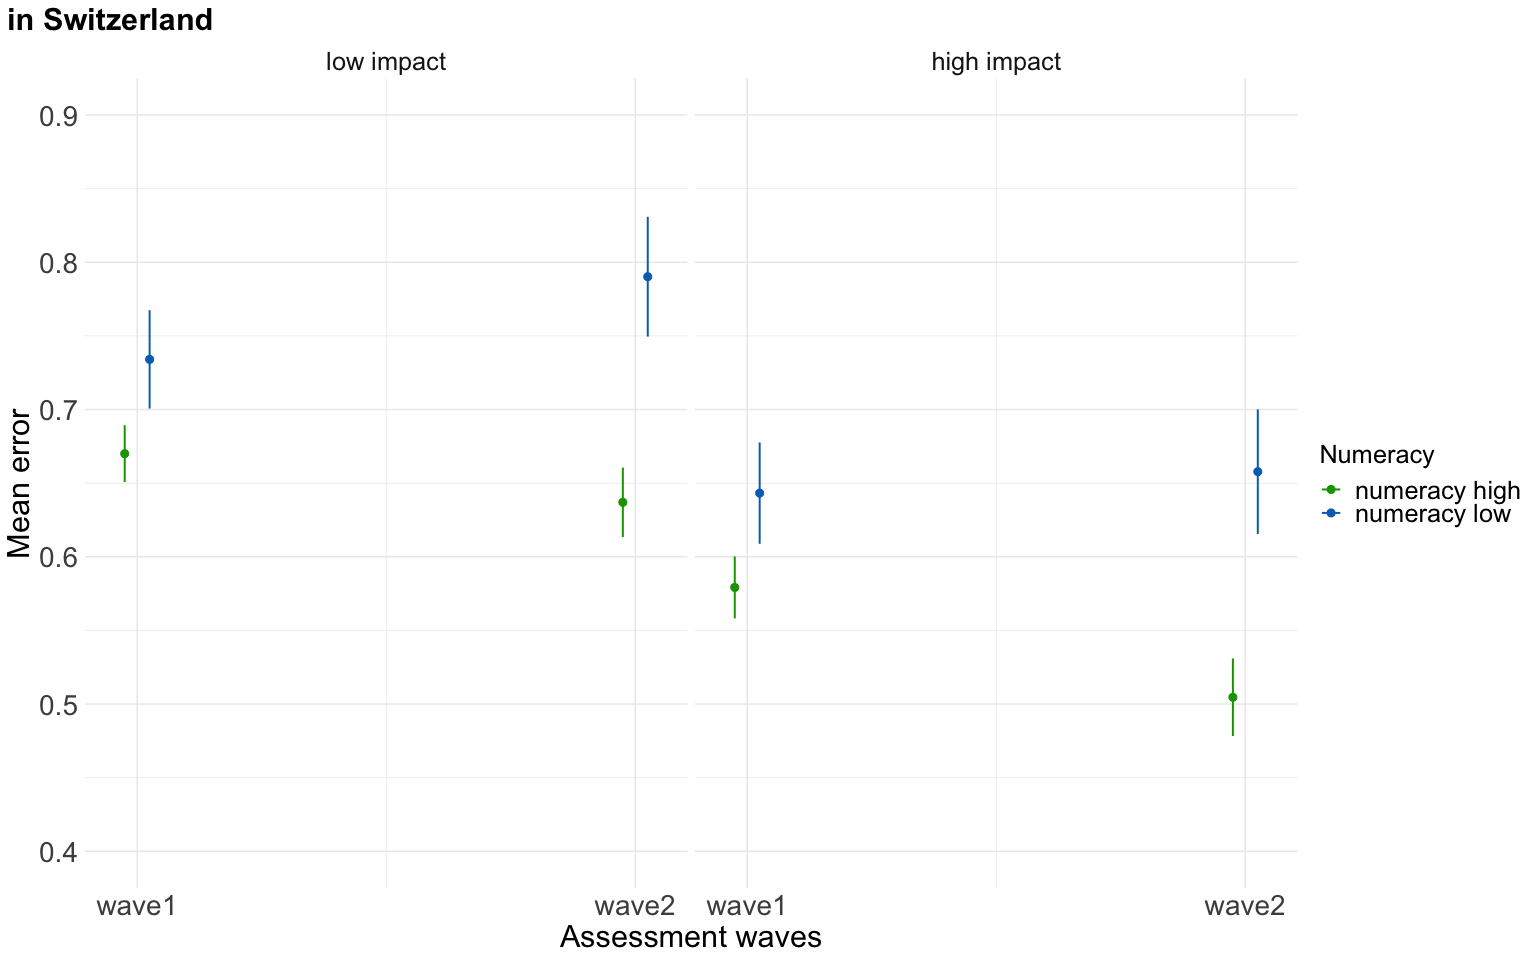 in Switzerland
low impact
high impact
0.9
0.8
0.7
0.6
0.5
0.4
Mean error
wave1
wave2
wave1
wave2
Assessment waves
Numeracy
numeracy high
numeracy low